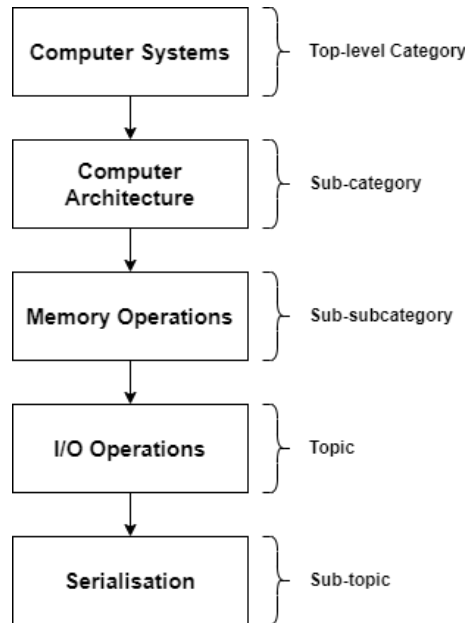 Computer Systems
Top-level Category
Computer
Architecture
Sub-category
Memory Operations
Sub-subcategory
I/O Operations
Topic
Serialisation
Sub-topic